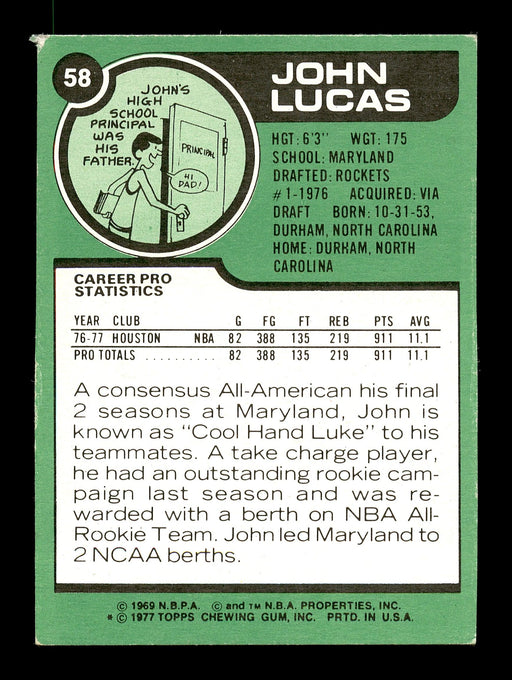 58
JOHN'S
HIGH
SCHOOL
PRINCIPAL
WAS
HIS
FATHER.
PRINCIPAL
HI
DAD!
JOHN
LUCAS
HGT: 6'3'' WGT: 175
SCHOOL: MARYLAND
DRAFTED: ROCKETS
#1-1976 ACQUIRED: VIA
DRAFT BORN: 10-31-53,
DURHAM, NORTH CAROLINA
HOME: DURHAM, NORTH
CAROLINA
CAREER PRO
STATISTICS
YEAR CLUB G FG FT REB PTS AVG
76-77 HOUSTON NBA 82 388 135 219 911 11.1
PRO TOTALS .......... 82 388 135 219 911 11.1
A consensus All-American his final
2 seasons at Maryland, John is
known as "Cool Hand Luke" to his
teammates. A take charge player,
he had an outstanding rookie cam-
paign last season and was re-
warded with a berth on NBA All-
Rookie Team. John led Maryland to
2 NCAA berths.
© 1969 N.B.P.A. © and TM N.B.A. PROPERTIES, INC.
* © 1977 TOPPS CHEWING GUM, INC. PRTD. IN U.S.A.